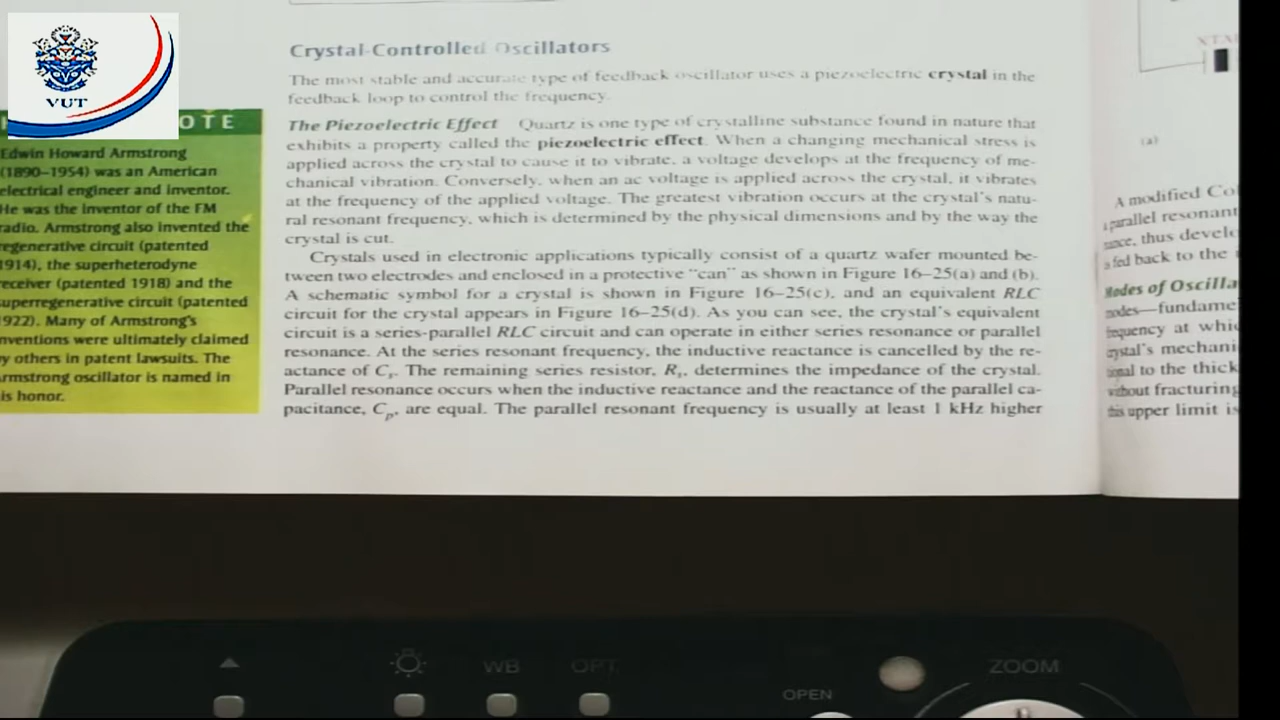 VUT
OTE
Edwin Howard Armstrong
(1890–1954) was an American
electrical engineer and inventor.
He was the inventor of the FM
radio. Armstrong also invented the
regenerative circuit (patented
1914), the superheterodyne
receiver (patented 1918) and the
superregenerative circuit (patented
1922). Many of Armstrong's
nventions were ultimately claimed
y others in patent lawsuits. The
rmstrong oscillator is named in
is honor.
Crystal-Controlled Oscillators
The most stable and accurate type of feedback oscillator uses a piezoelectric crystal in the
feedback loop to control the frequency.
The Piezoelectric Effect Quartz is one type of crystalline substance found in nature that
exhibits a property called the piezoelectric effect. When a changing mechanical stress is
applied across the crystal to cause it to vibrate, a voltage develops at the frequency of me-
chanical vibration. Conversely, when an ac voltage is applied across the crystal, it vibrates
at the frequency of the applied voltage. The greatest vibration occurs at the crystal's natu-
ral resonant frequency, which is determined by the physical dimensions and by the way the
crystal is cut.
Crystals used in electronic applications typically consist of a quartz wafer mounted be-
tween two electrodes and enclosed in a protective "can" as shown in Figure 16–25(a) and (b).
A schematic symbol for a crystal is shown in Figure 16–25(c), and an equivalent RLC
circuit for the crystal appears in Figure 16–25(d). As you can see, the crystal's equivalent
circuit is a series-parallel RLC circuit and can operate in either series resonance or parallel
resonance. At the series resonant frequency, the inductive reactance is cancelled by the re-
actance of Cs. The remaining series resistor, Rs, determines the impedance of the crystal.
Parallel resonance occurs when the inductive reactance and the reactance of the parallel ca-
pacitance, Cp, are equal. The parallel resonant frequency is usually at least 1 kHz higher
XTAL
(a)
A modified Col
a parallel resonant
tance, thus develo
is fed back to the
Modes of Oscilla
modes—fundame
frequency at whic
crystal's mechani
tional to the thick
without fracturing
this upper limit is
WB
OPT
OPEN
ZOOM